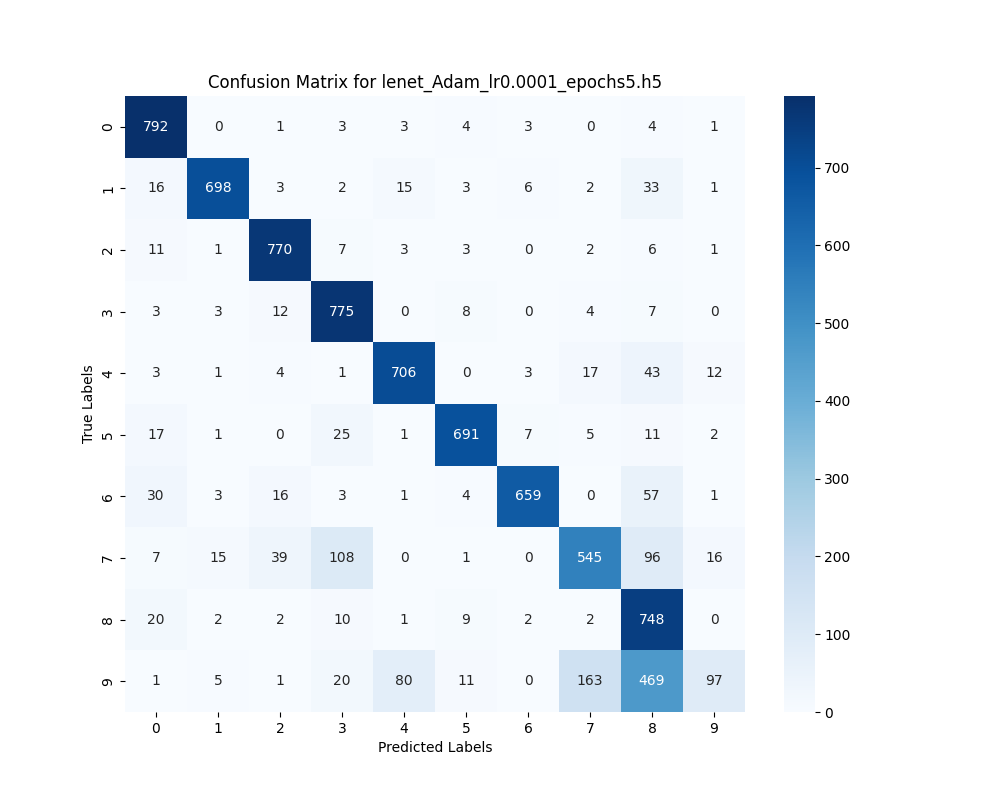 Confusion Matrix for lenet_Adam_lr0.0001_epochs5.h5
0 792 0 1 3 3 4 3 0 4 1
1 16 698 3 2 15 3 6 2 33 1
2 11 1 770 7 3 3 0 2 6 1
3 3 3 12 775 0 8 0 4 7 0
4 3 1 4 1 706 0 3 17 43 12
5 17 1 0 25 1 691 7 5 11 2
6 30 3 16 3 1 4 659 0 57 1
7 7 15 39 108 0 1 0 545 96 16
8 20 2 2 10 1 9 2 2 748 0
9 1 5 1 20 80 11 0 163 469 97
0 1 2 3 4 5 6 7 8 9
Predicted Labels
True Labels
700
600
500
400
300
200
100
0